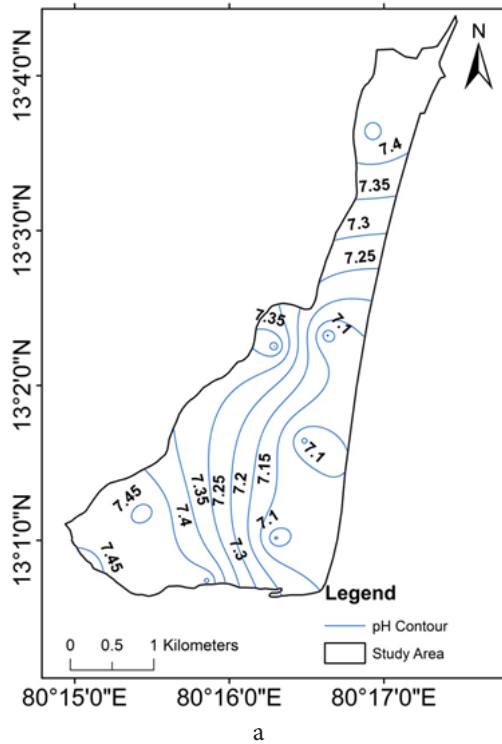 N
13°4'0"N
13°3'0"N
13°2'0"N
13°1'0"N
7.4
7.35
7.3
7.25
7.35
7.1
7.1
7.15
7.2
7.25
7.35
7.45
7.4
7.1
7.3
7.45
Legend
pH Contour
Study Area
0 0.5 1 Kilometers
80°15'0"E 80°16'0"E 80°17'0"E
a